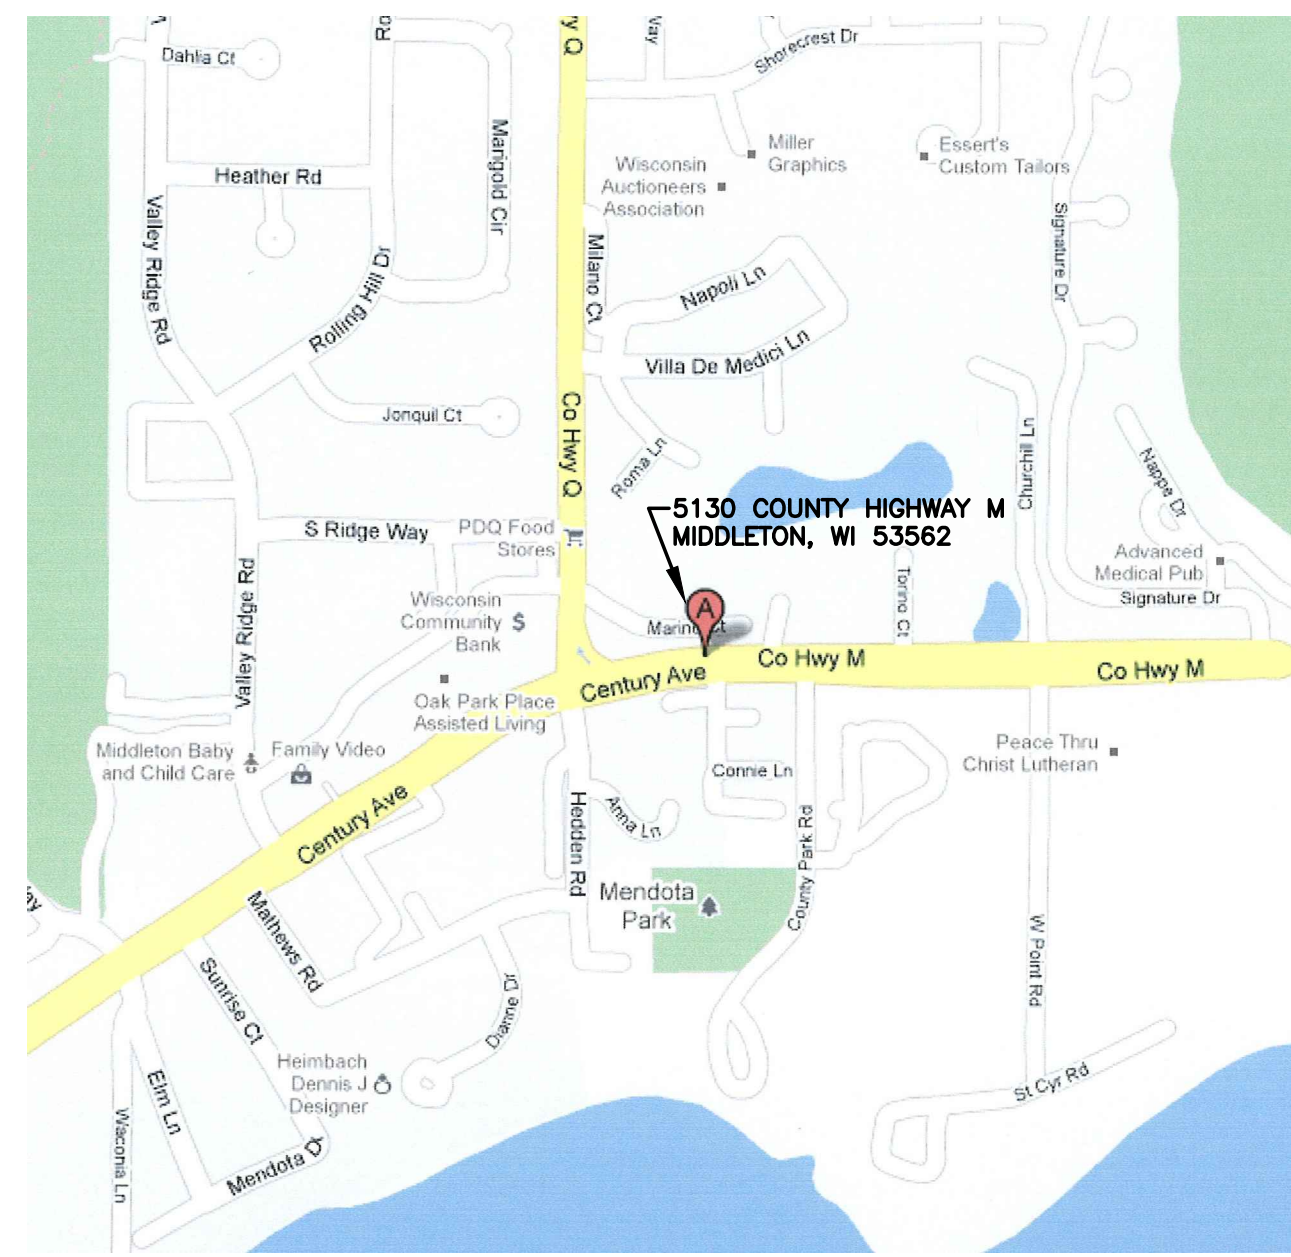 Dahlia Ct
Ro
y Q
Way
Shorecrest Dr
Marigold Cir
Heather Rd
Wisconsin
Auctioneers
Association
Miller
Graphics
Essert's
Custom Tailors
Valley Ridge Rd
Rolling Hill Dr
Milano Ct
Napoli Ln
Signature Dr
Villa De Medici Ln
Jonquil Ct
Co Hwy Q
Roma Ln
Churchill Ln
Nappe Dr
5130 COUNTY HIGHWAY M
MIDDLETON, WI 53562
S Ridge Way
PDQ Food
Stores
Advanced
Medical Pub
Valley Ridge Rd
Wisconsin
Community
Bank
$
A
Marino Ct
Torino Ct
Signature Dr
Century Ave
Co Hwy M
Co Hwy M
Oak Park Place
Assisted Living
Middleton Baby
and Child Care
Family Video
Connie Ln
Peace Thru
Christ Lutheran
Century Ave
Hedden Rd
Anna Ln
County Park Rd
Mendota
Park
Mathews Rd
W Point Rd
Sunrise Ct
Dianne Dr
Heimbach
Dennis J
Designer
Elm Ln
Waconia Ln
Mendota Dr
St Cyr Rd